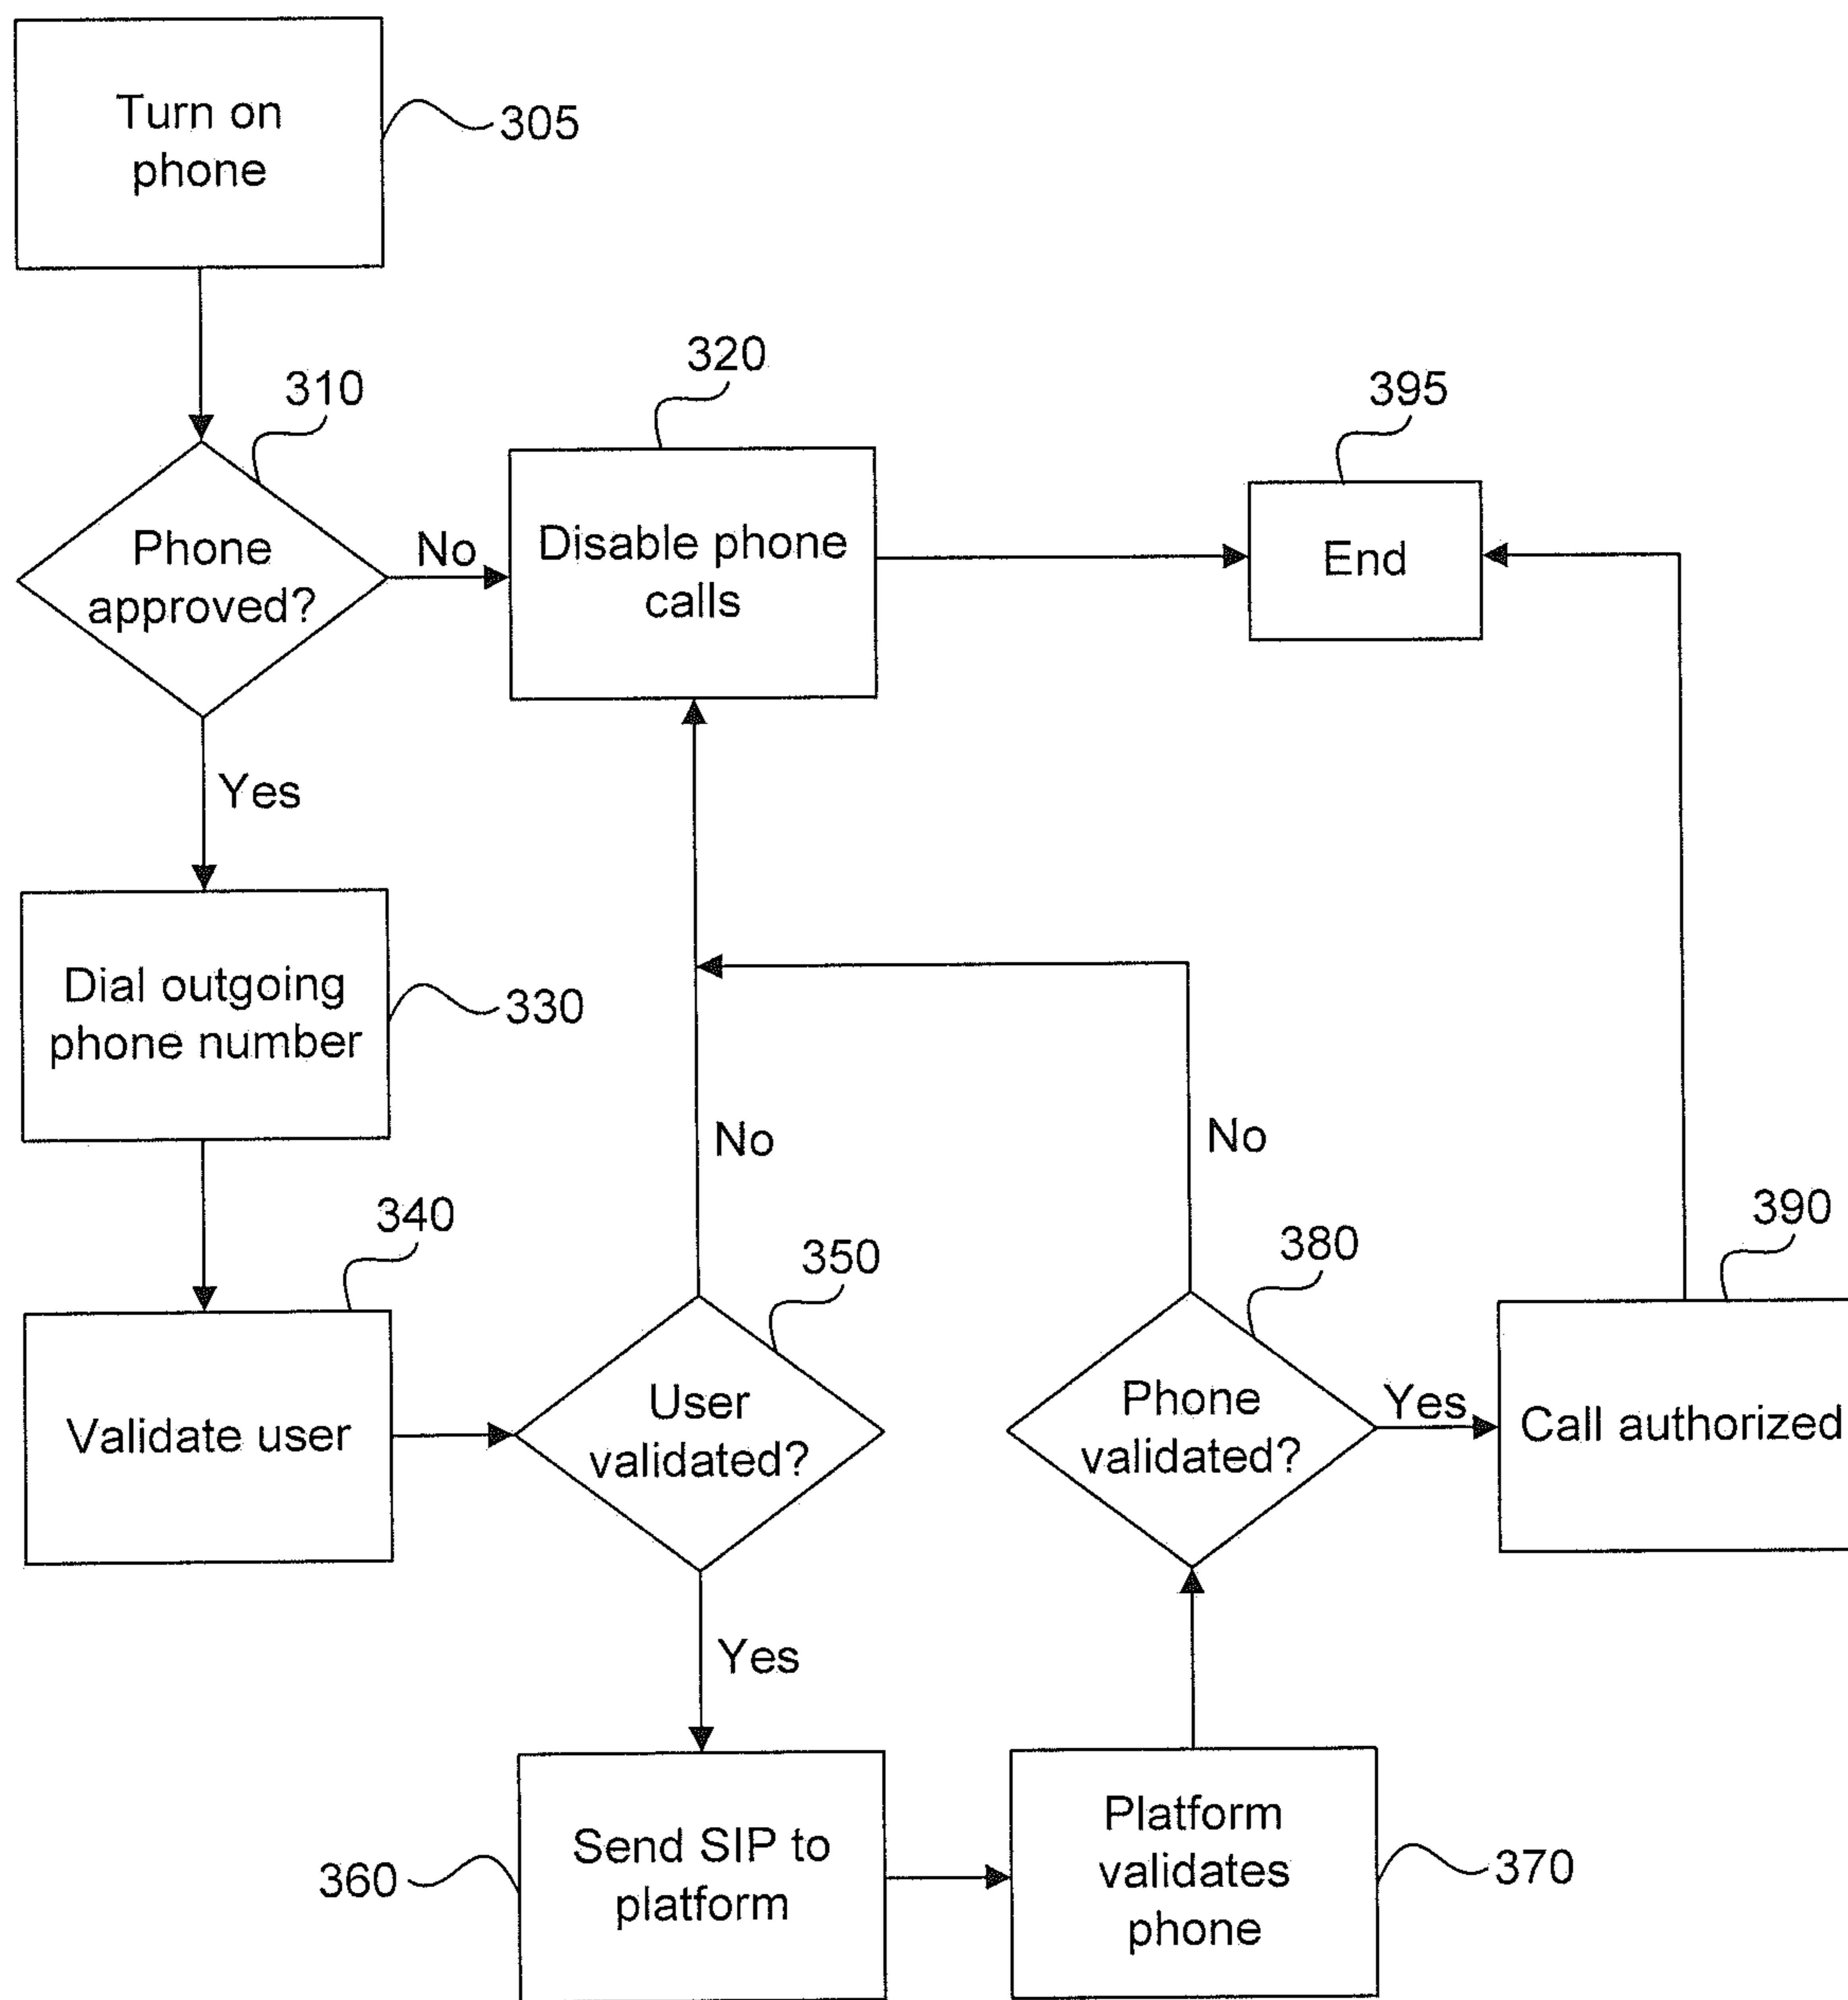 Turn on
phone
305
310
320
395
Phone
approved?
No
Disable phone
calls
End
Yes
Dial outgoing
phone number
330
No
No
340
350
380
390
Validate user
User
validated?
Phone
validated?
Yes
Call authorized
Yes
360
Send SIP to
platform
Platform
validates
phone
370